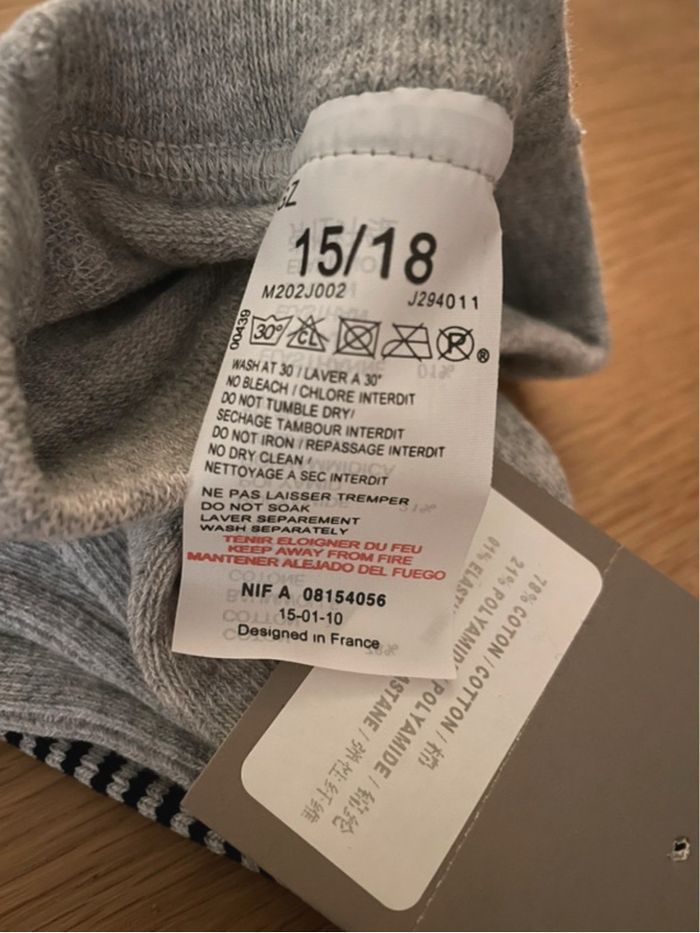 15/18
M202J002 J294011
00439
30° CL P ®
WASH AT 30°/LAVER A 30°
NO BLEACH / CHLORE INTERDIT
DO NOT TUMBLE DRY/
SECHAGE TAMBOUR INTERDIT
DO NOT IRON / REPASSAGE INTERDIT
NO DRY CLEAN /
NETTOYAGE A SEC INTERDIT
NE PAS LAISSER TREMPER
DO NOT SOAK
LAVER SEPAREMENT
WASH SEPARATELY
TENIR ELOIGNER DU FEU
KEEP AWAY FROM FIRE
MANTENER ALEJADO DEL FUEGO
NIF A 08154056
15-01-10
Designed in France
78% COTON / COTTON / 棉
21% POLYAMIDE / POLYAMIDE /
01%